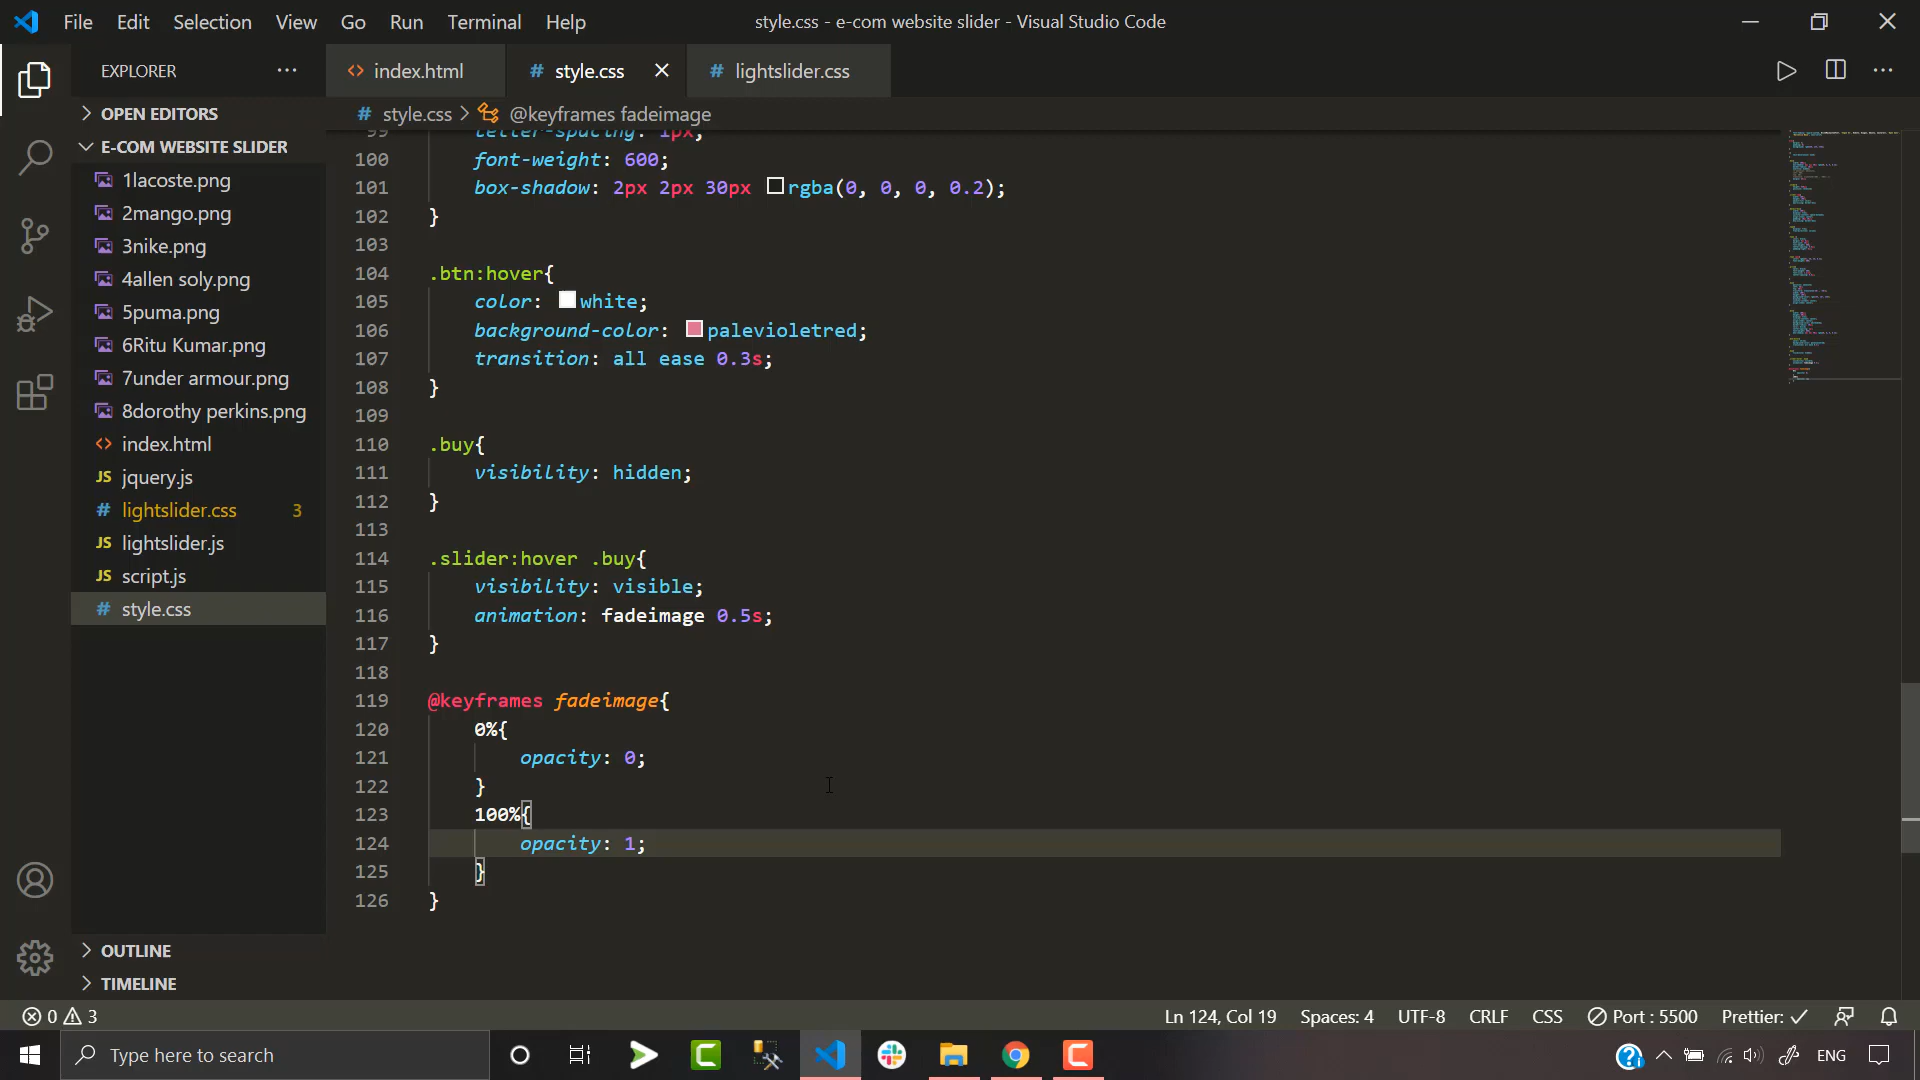 File Edit Selection View Go Run Terminal Help
style.css - e-com website slider - Visual Studio Code
EXPLORER
index.html
style.css
lightslider.css
OPEN EDITORS
style.css > @keyframes fadeimage
E-COM WEBSITE SLIDER
1lacoste.png
2mango.png
3nike.png
4allen soly.png
5puma.png
6Ritu Kumar.png
7under armour.png
8dorothy perkins.png
index.html
JS jquery.js
lightslider.css 3
JS lightslider.js
JS script.js
# style.css
OUTLINE
TIMELINE
99 letter-spacing: 1px;
100 font-weight: 600;
101 box-shadow: 2px 2px 30px rgba(0, 0, 0, 0.2);
102 }
103
104 .btn:hover{
105 color: white;
106 background-color: palevioletred;
107 transition: all ease 0.3s;
108 }
109
110 .buy{
111 visibility: hidden;
112 }
113
114 .slider:hover .buy{
115 visibility: visible;
116 animation: fadeimage 0.5s;
117 }
118
119 @keyframes fadeimage{
120 0%{
121 opacity: 0;
122 }
123 100%{
124 opacity: 1;
125 }
126 }
0 3
Ln 124, Col 19 Spaces: 4 UTF-8 CRLF CSS Port : 5500 Prettier: ✓
Type here to search
ENG